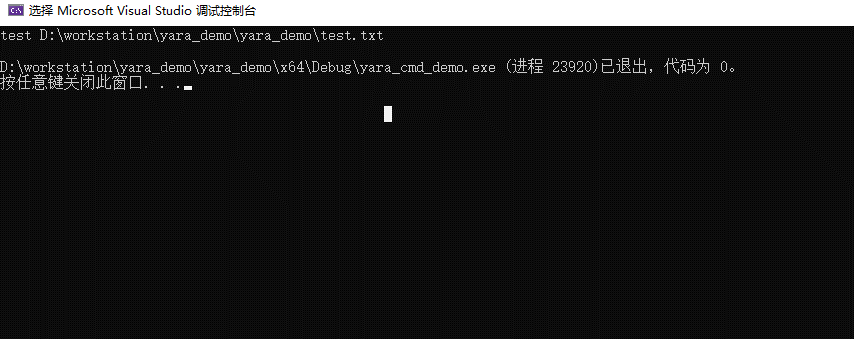 选择 Microsoft Visual Studio 调试控制台
test D:\workstation\yara_demo\yara_demo\test.txt
D:\workstation\yara_demo\yara_demo\x64\Debug\yara_cmd_demo.exe (进程 23920)已退出，代码为 0。
按任意键关闭此窗口. . .